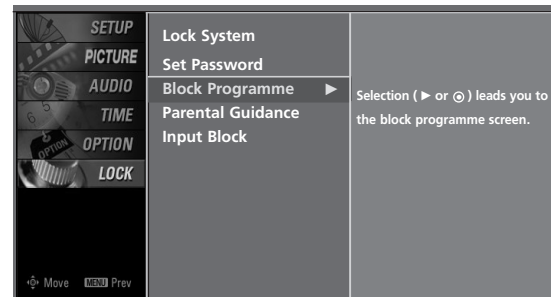 SETUP
PICTURE
AUDIO
TIME
OPTION
LOCK
Move MENU Prev
Lock System
Set Password
Block Programme ►
Parental Guidance
Input Block
Selection ( ► or ◉ ) leads you to
the block programme screen.